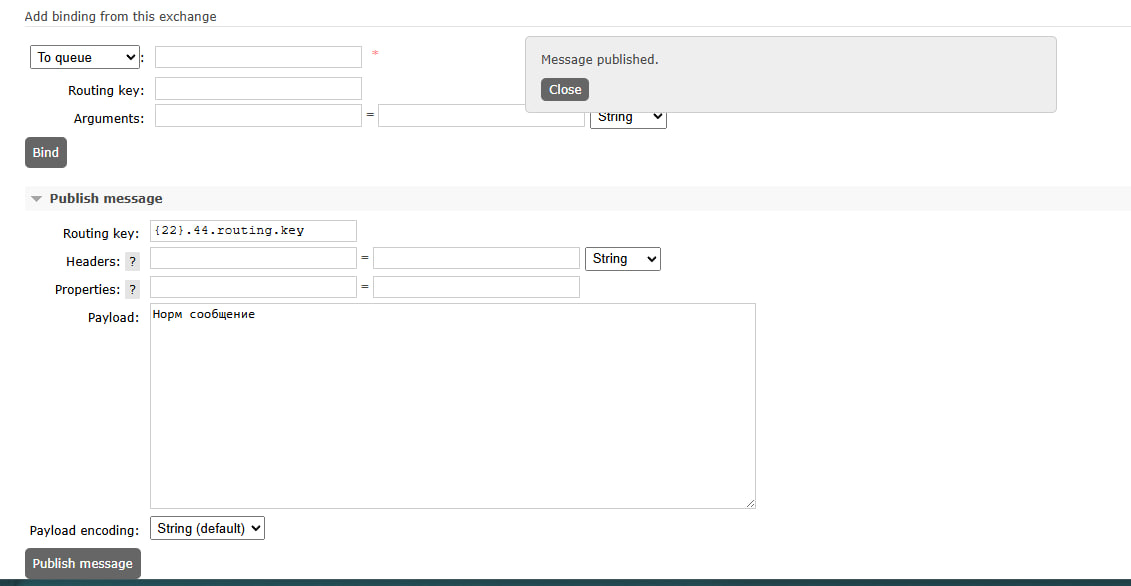 Add binding from this exchange
To queue : *
Message published.
Close
Routing key:
Arguments: = String
Bind
Publish message
Routing key: {22}.44.routing.key
Headers: ? = String
Properties: ? =
Payload: Норм сообщение
Payload encoding: String (default)
Publish message